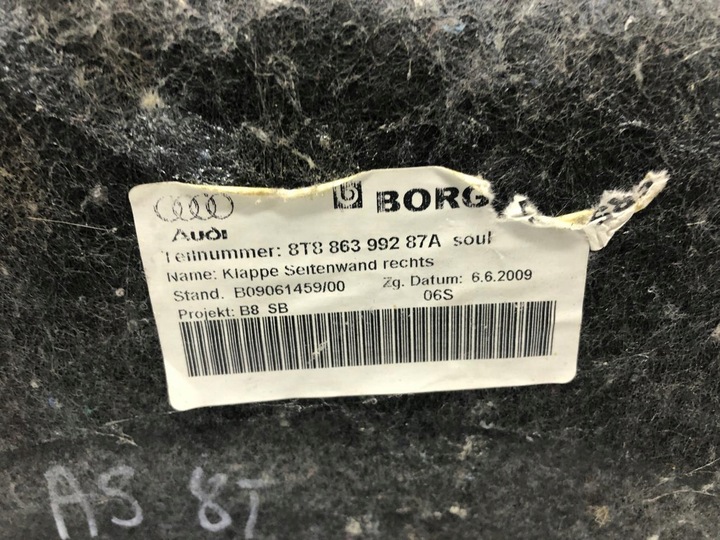 BORG
Audi
Teilnummer: 8T8 863 992 87A soul
Name: Klappe Seitenwand rechts
Stand. B09061459/00 Zg. Datum: 6.6.2009
06S
Projekt: B8 SB
A5 8T